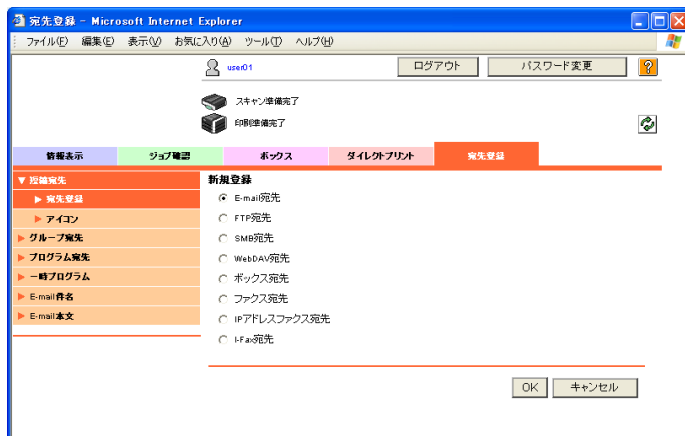 宛先登録 - Microsoft Internet Explorer
ファイル(F) 編集(E) 表示(V) お気に入り(A) ツール(T) ヘルプ(H)
user01 ログアウト パスワード変更 ?
スキャン準備完了
印刷準備完了
情報表示 ジョブ確認 ボックス ダイレクトプリント 宛先登録
▼ 短縮宛先
▶ 宛先登録
▶ アイコン
▶ グループ宛先
▶ プログラム宛先
▶ 一時プログラム
▶ E-mail件名
▶ E-mail本文
新規登録
E-mail宛先
FTP宛先
SMB宛先
WebDAV宛先
ボックス宛先
ファクス宛先
IPアドレスファクス宛先
I-Fax宛先
OK キャンセル